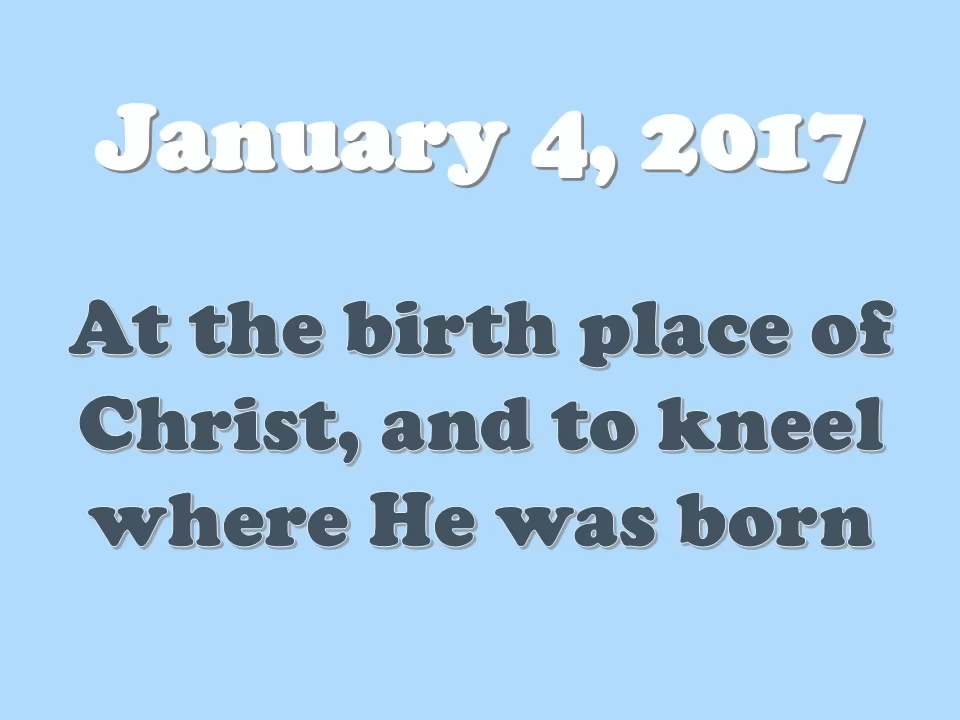 January 4, 2017
At the birth place of
Christ, and to kneel
where He was born